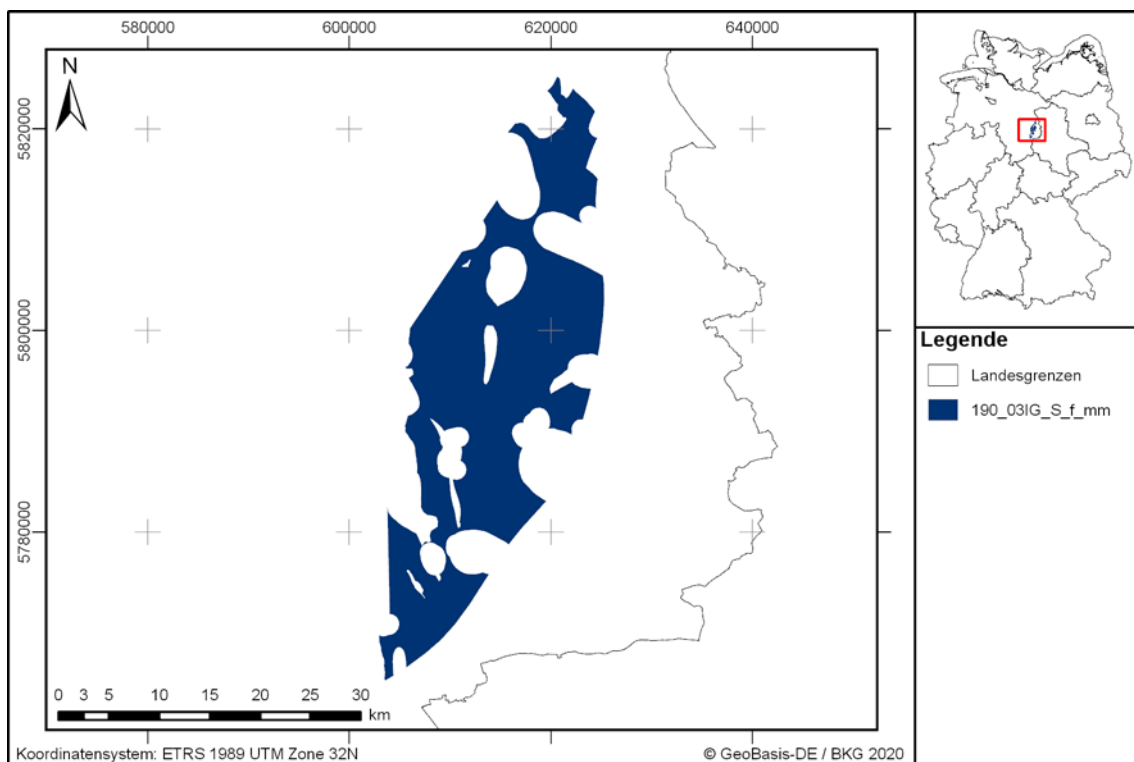 580000 600000 620000 640000
N
5820000
5800000
5780000
0 3 5 10 15 20 25 30
km
Koordinatensystem: ETRS 1989 UTM Zone 32N
© GeoBasis-DE / BKG 2020
Legende
Landesgrenzen
190_03IG_S_f_mm